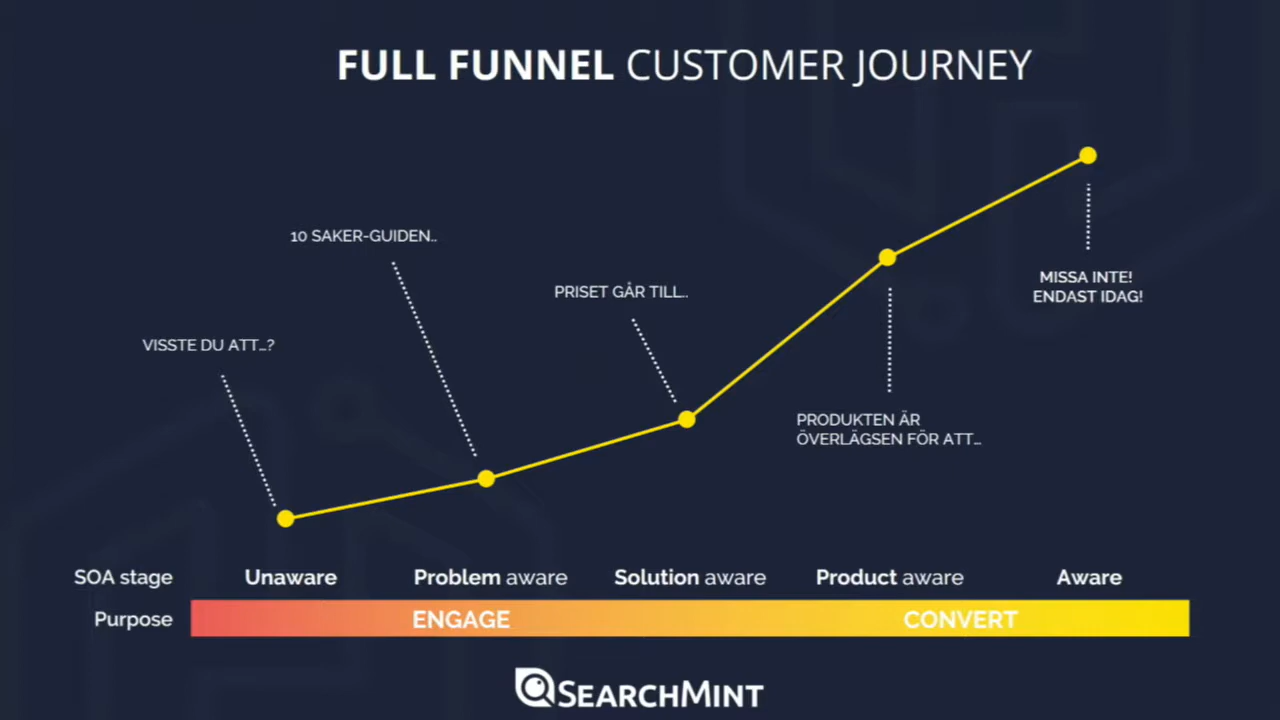 FULL FUNNEL CUSTOMER JOURNEY
10 SAKER-GUIDEN..
PRISET GÅR TILL..
MISSA INTE!
ENDAST IDAG!
VISSTE DU ATT...?
PRODUKTEN ÄR
ÖVERLÄGSEN FÖR ATT...
SOA stage Unaware Problem aware Solution aware Product aware Aware
Purpose ENGAGE CONVERT
SEARCHMINT